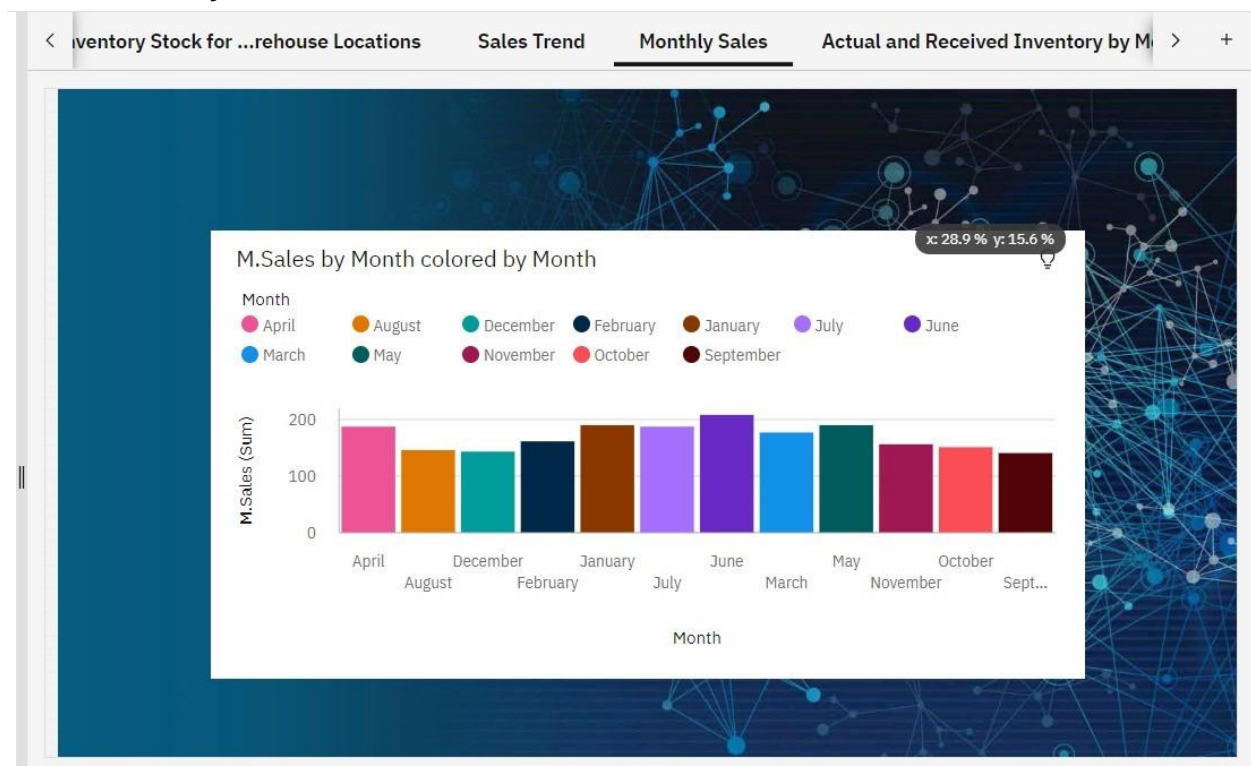 nventory Stock for ...rehouse Locations
Sales Trend
Monthly Sales
Actual and Received Inventory by M
+
x: 28.9 % y: 15.6 %
M.Sales by Month colored by Month
Month
April August December February January July June
March May November October September
M.Sales (Sum)
200
100
0
April December January June May October
August February July March November Sept...
Month